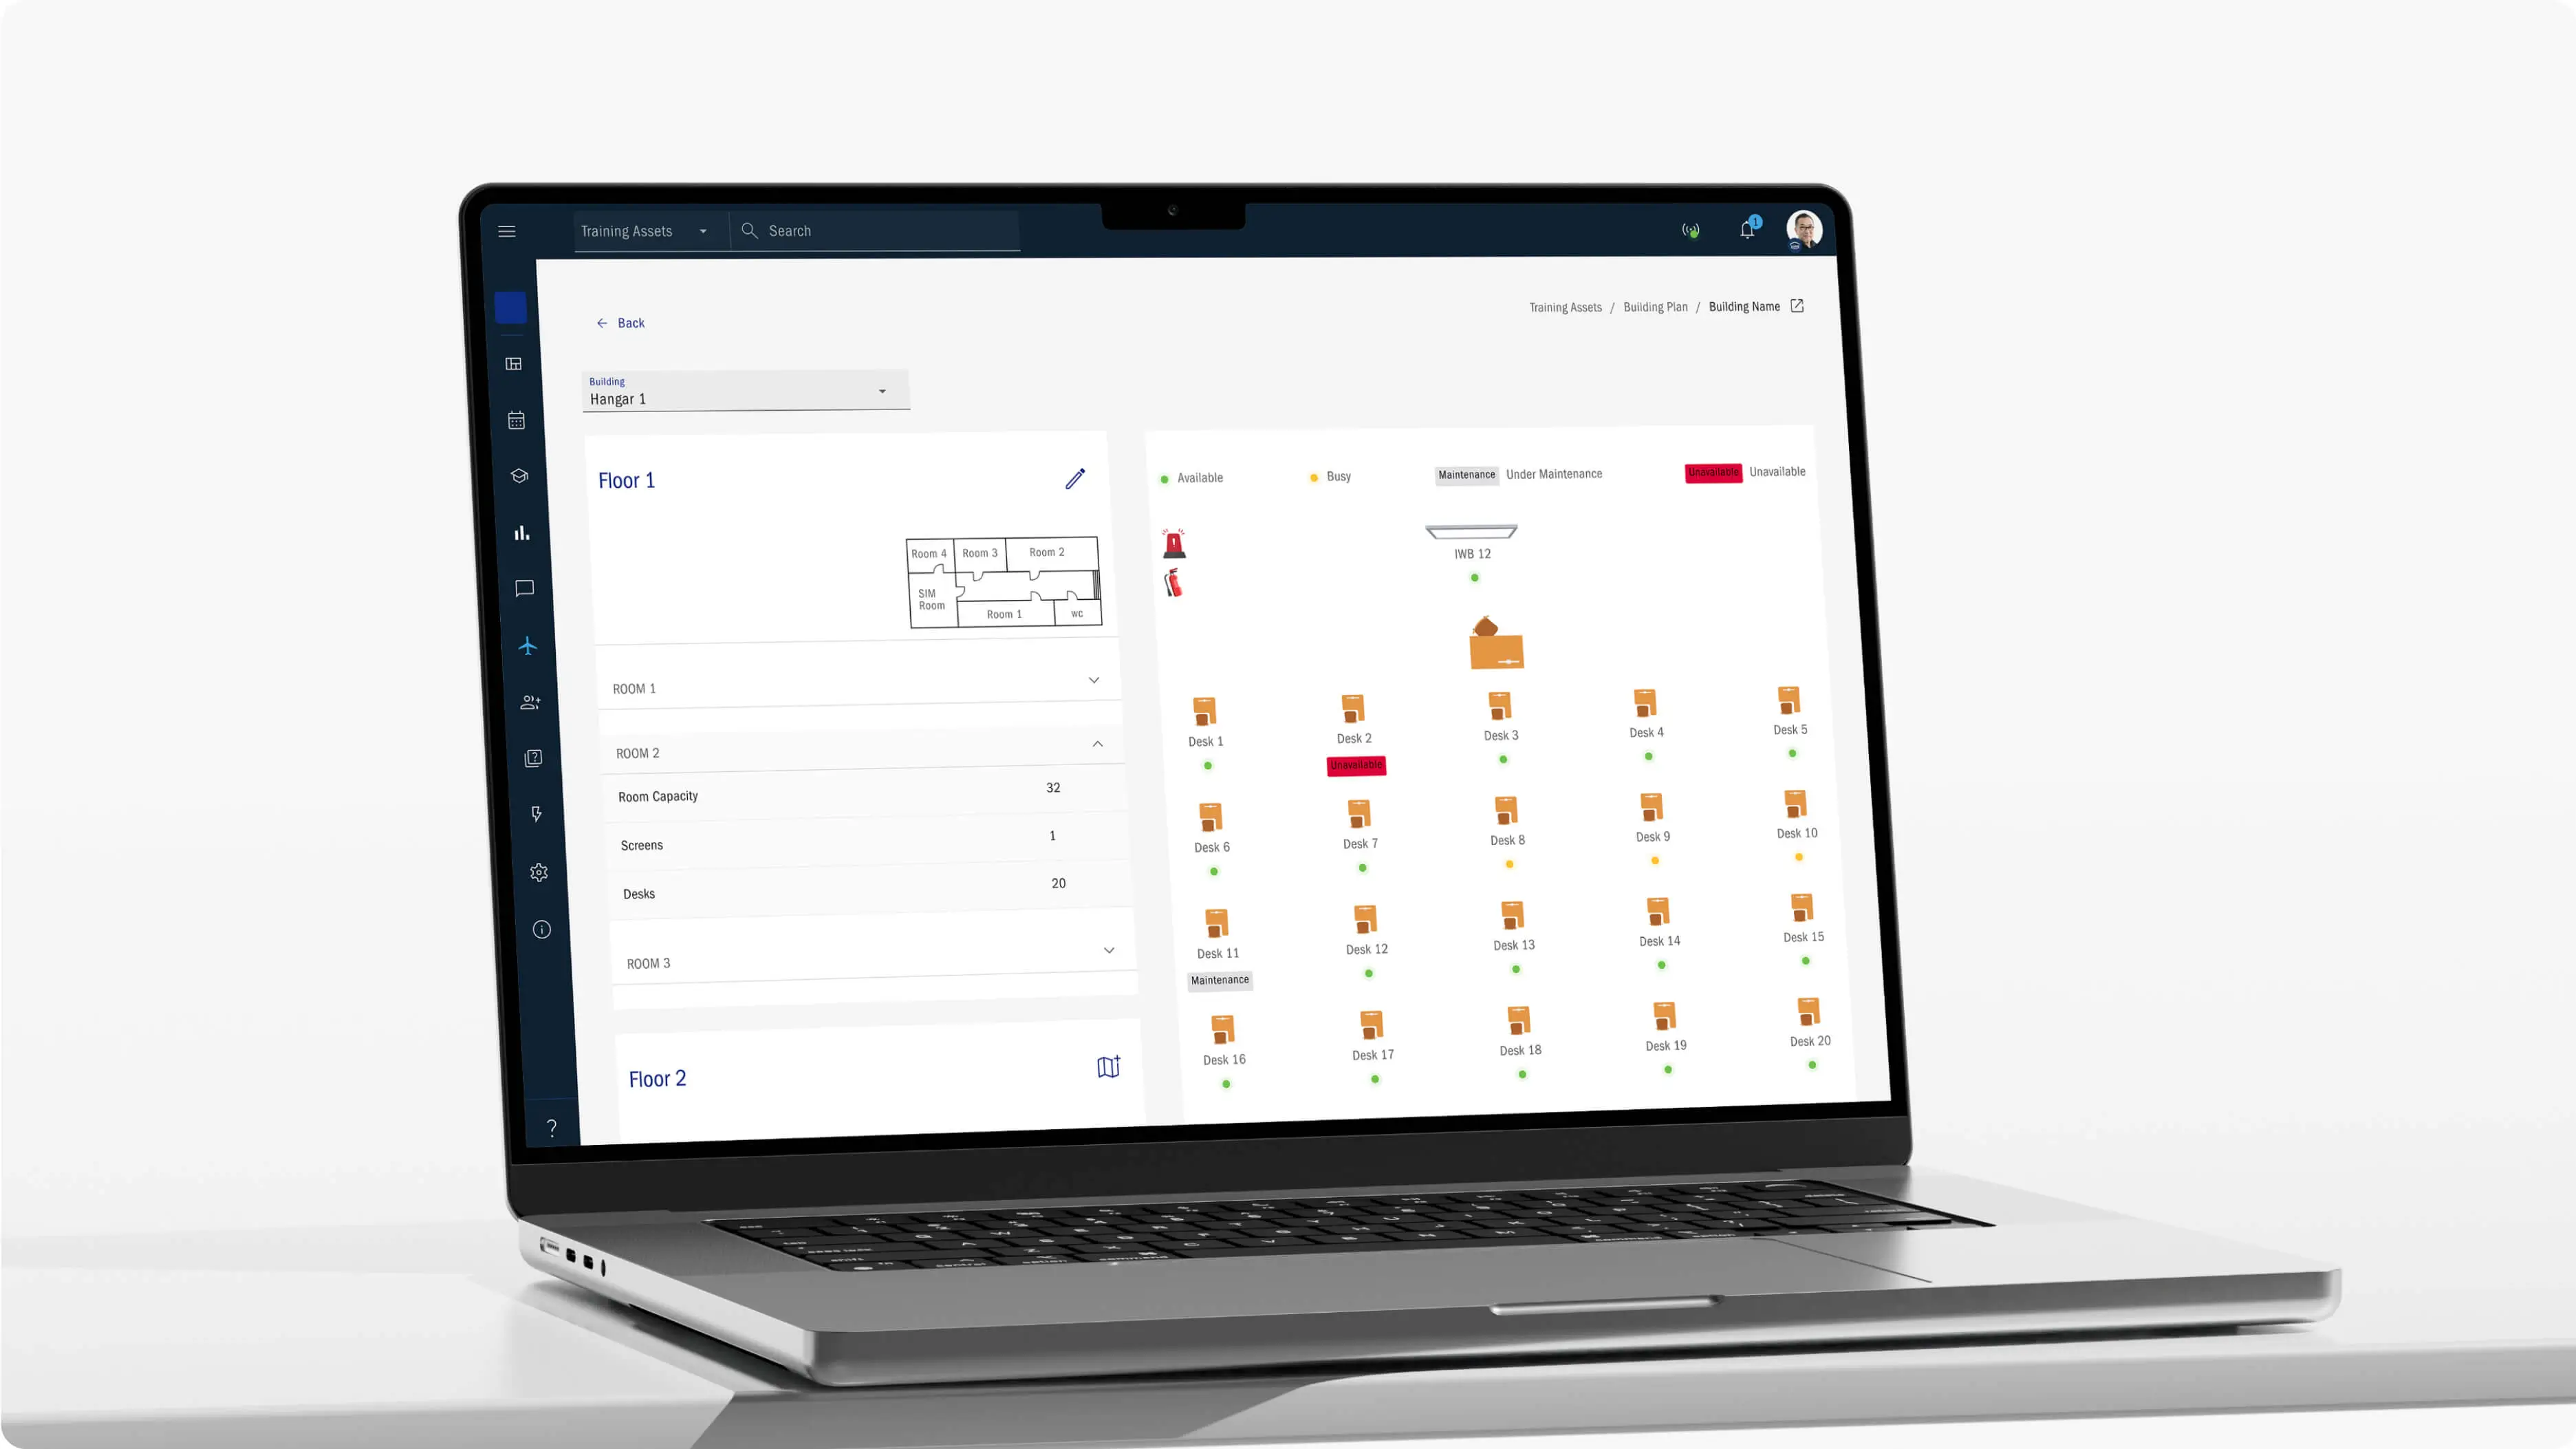 Training Assets
Search
1
Back
Training Assets / Building Plan / Building Name
Building
Hangar 1
Floor 1
Room 4
Room 3
Room 2
SIM
Room
Room 1
wc
ROOM 1
ROOM 2
Room Capacity 32
Screens 1
Desks 20
ROOM 3
Floor 2
?
Available
Busy
Maintenance Under Maintenance
Unavailable Unavailable
IWB 12
Desk 1 Desk 2 Desk 3 Desk 4 Desk 5
Unavailable
Desk 6 Desk 7 Desk 8 Desk 9 Desk 10
Desk 11 Desk 12 Desk 13 Desk 14 Desk 15
Maintenance
Desk 16 Desk 17 Desk 18 Desk 19 Desk 20